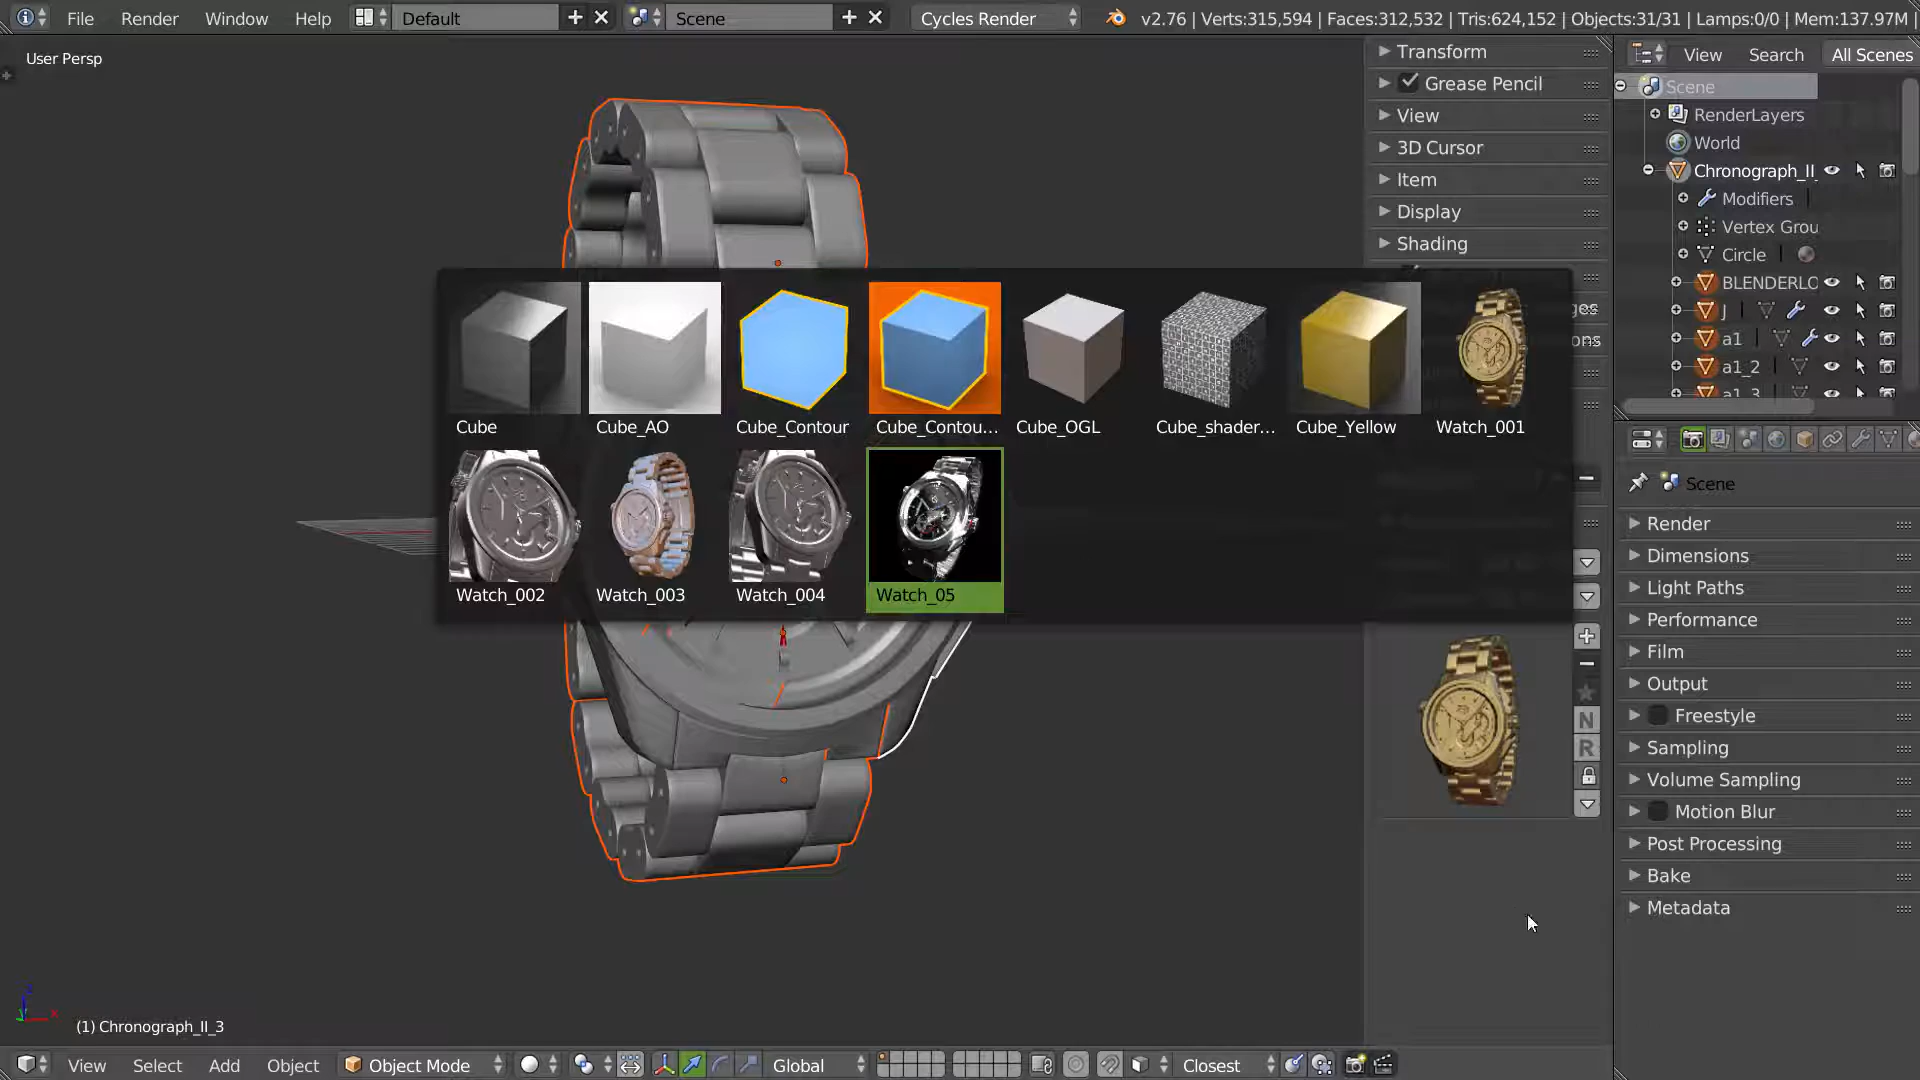 File Render Window Help Default Scene Cycles Render v2.76 | Verts:315,594 | Faces:312,532 | Tris:624,152 | Objects:31/31 | Lamps:0/0 | Mem:137.97M |
User Persp
Transform
Grease Pencil
View
3D Cursor
Item
Display
Shading
View Search All Scenes
Scene
RenderLayers
World
Chronograph_II_
Modifiers
Vertex Grou
Circle
BLENDERLO
J
a1
a1_2
a1_3
Cube Cube_AO Cube_Contour Cube_Contou... Cube_OGL Cube_shader... Cube_Yellow Watch_001
Watch_002 Watch_003 Watch_004 Watch_05
N
R
Scene
Render
Dimensions
Light Paths
Performance
Film
Output
Freestyle
Sampling
Volume Sampling
Motion Blur
Post Processing
Bake
Metadata
(1) Chronograph_II_3
View Select Add Object Object Mode Global Closest